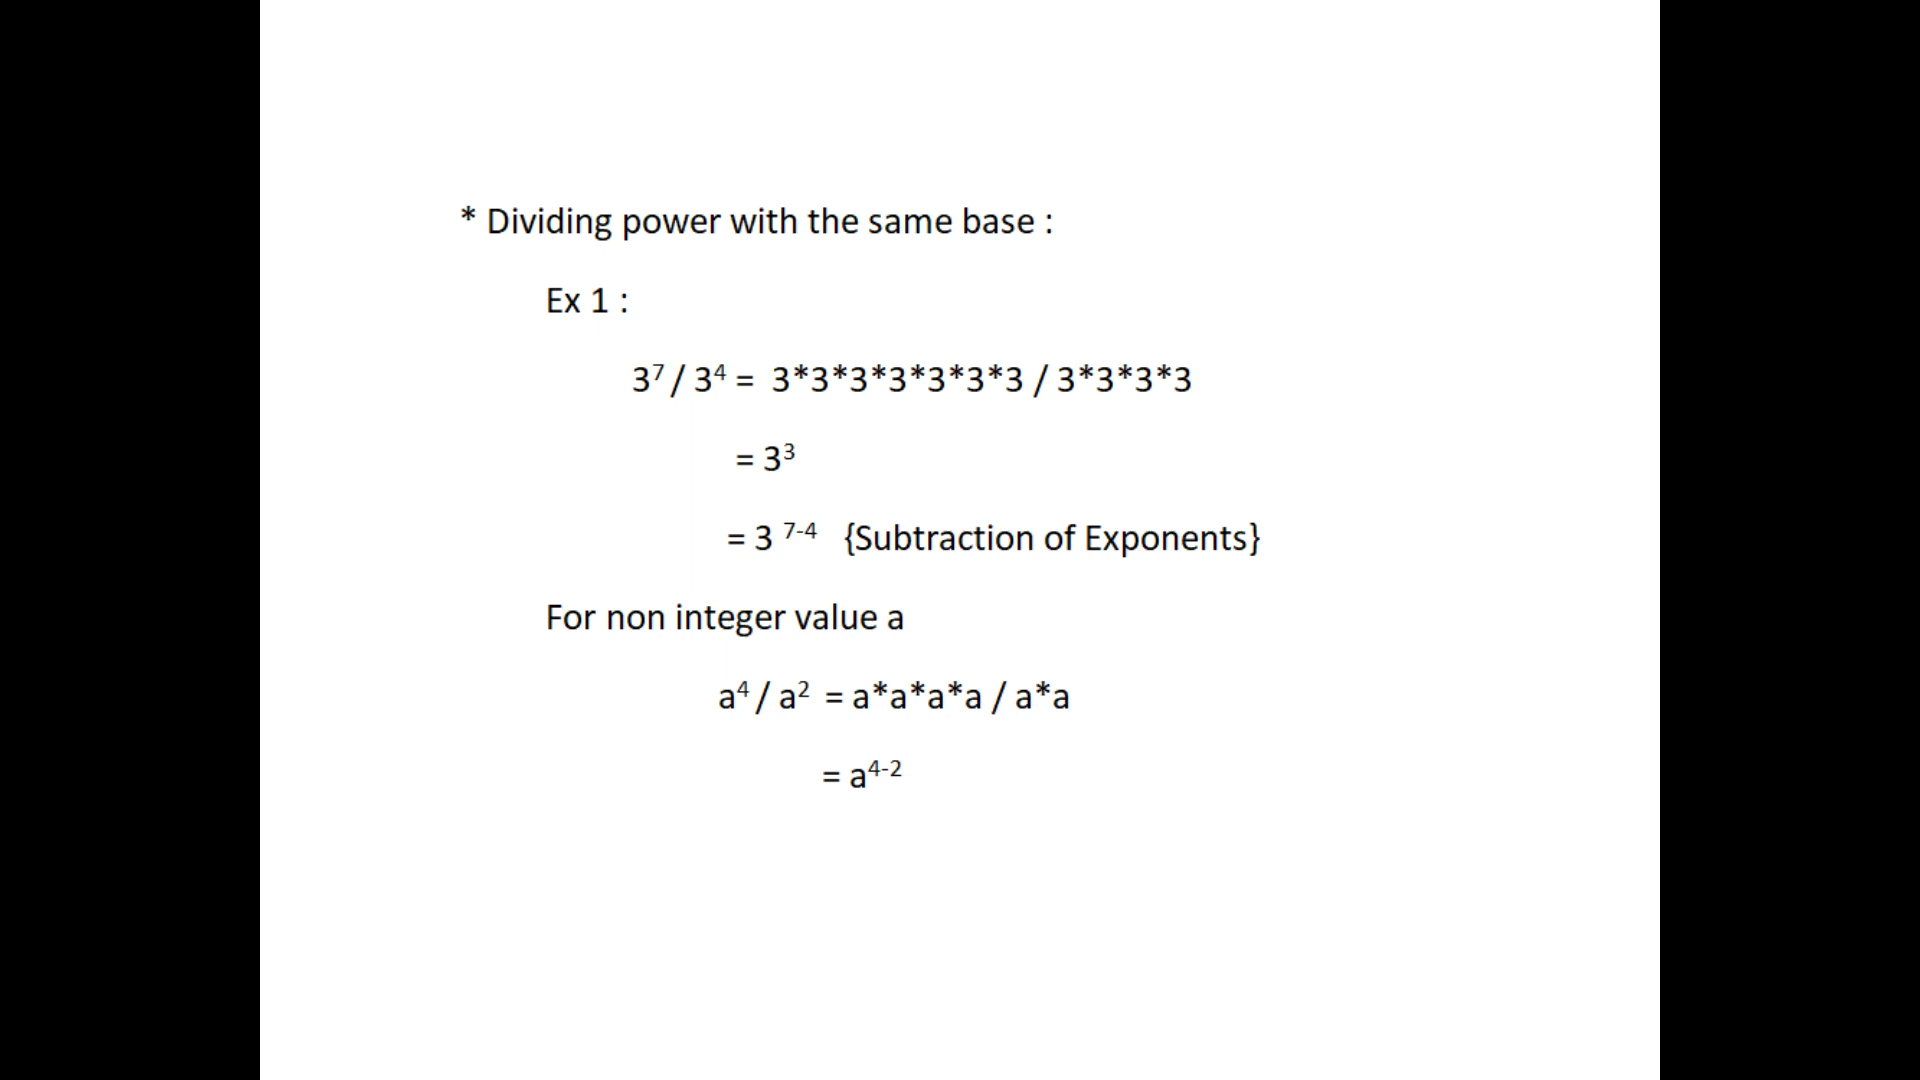 * Dividing power with the same base :
Ex 1 :
3⁷ / 3⁴ = 3*3*3*3*3*3*3 / 3*3*3*3
= 3³
= 3 ⁷⁻⁴ {Subtraction of Exponents}
For non integer value a
a⁴ / a² = a*a*a*a / a*a
= a⁴⁻²